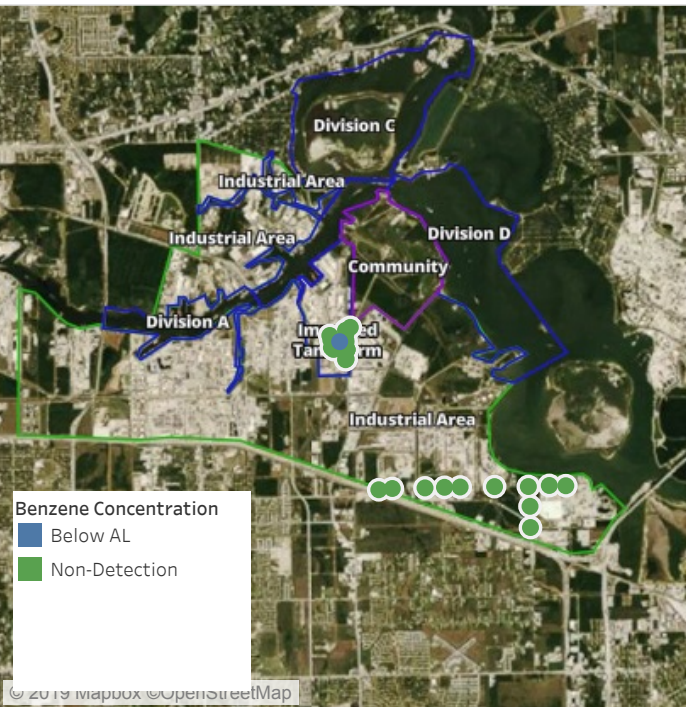 Division C
Industrial Area
Division D
Industrial Area
Community
Division A
Industrial Area
Benzene Concentration
Below AL
Non-Detection
© 2019 Mapbox ©OpenStreetMap